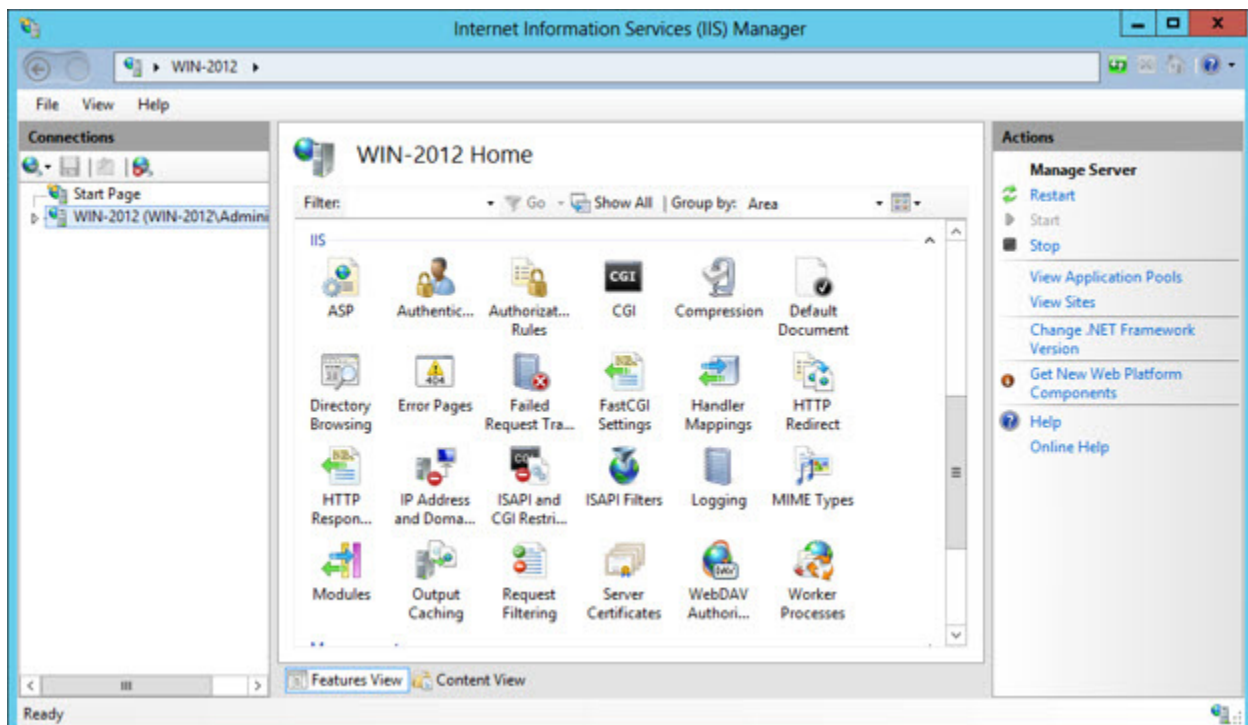 Internet Information Services (IIS) Manager
WIN-2012
File View Help
Connections
Start Page
WIN-2012 (WIN-2012\Admini
WIN-2012 Home
Filter: Go Show All Group by: Area
IIS
ASP Authentic... Authorizat... Rules CGI Compression Default Document
Directory Browsing Error Pages Failed Request Tra... FastCGI Settings Handler Mappings HTTP Redirect
HTTP Respon... IP Address and Doma... ISAPI and CGI Restri... ISAPI Filters Logging MIME Types
Modules Output Caching Request Filtering Server Certificates WebDAV Authori... Worker Processes
Features View Content View
Actions
Manage Server
Restart
Start
Stop
View Application Pools
View Sites
Change .NET Framework
Version
Get New Web Platform
Components
Help
Online Help
Ready